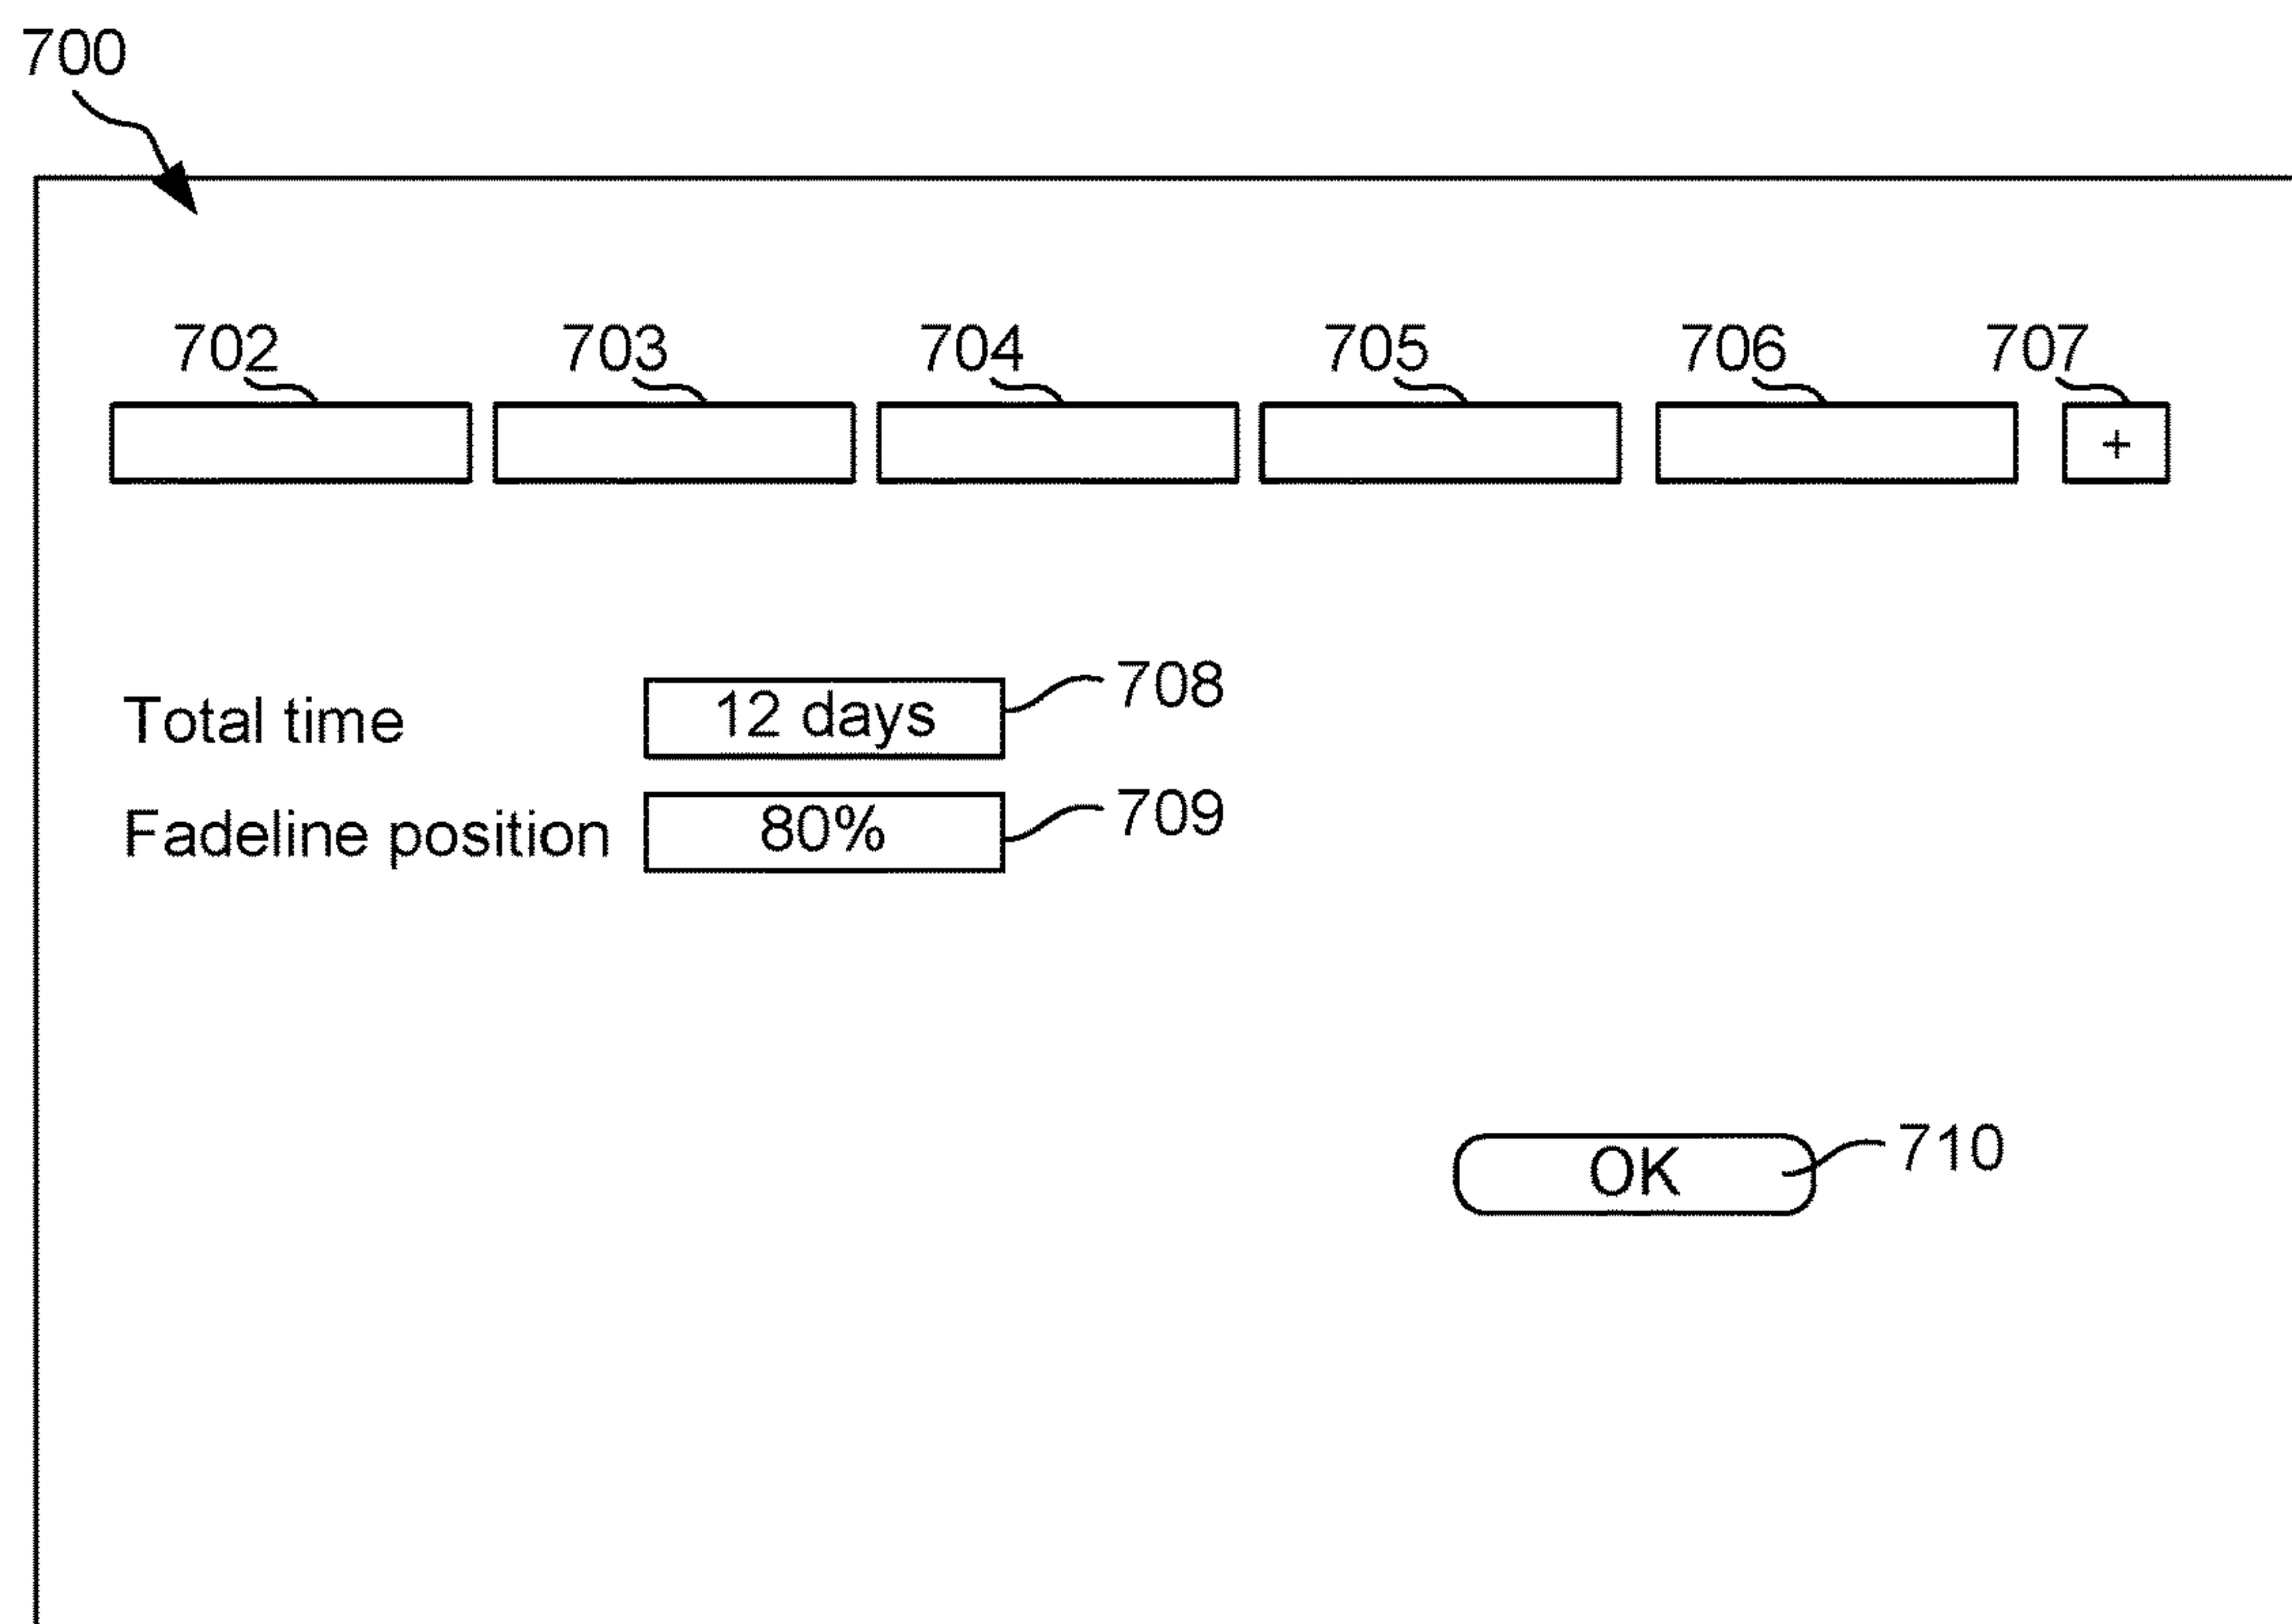 700
702 703 704 705 706 707
+
Total time 12 days 708
Fadeline position 80% 709
OK 710